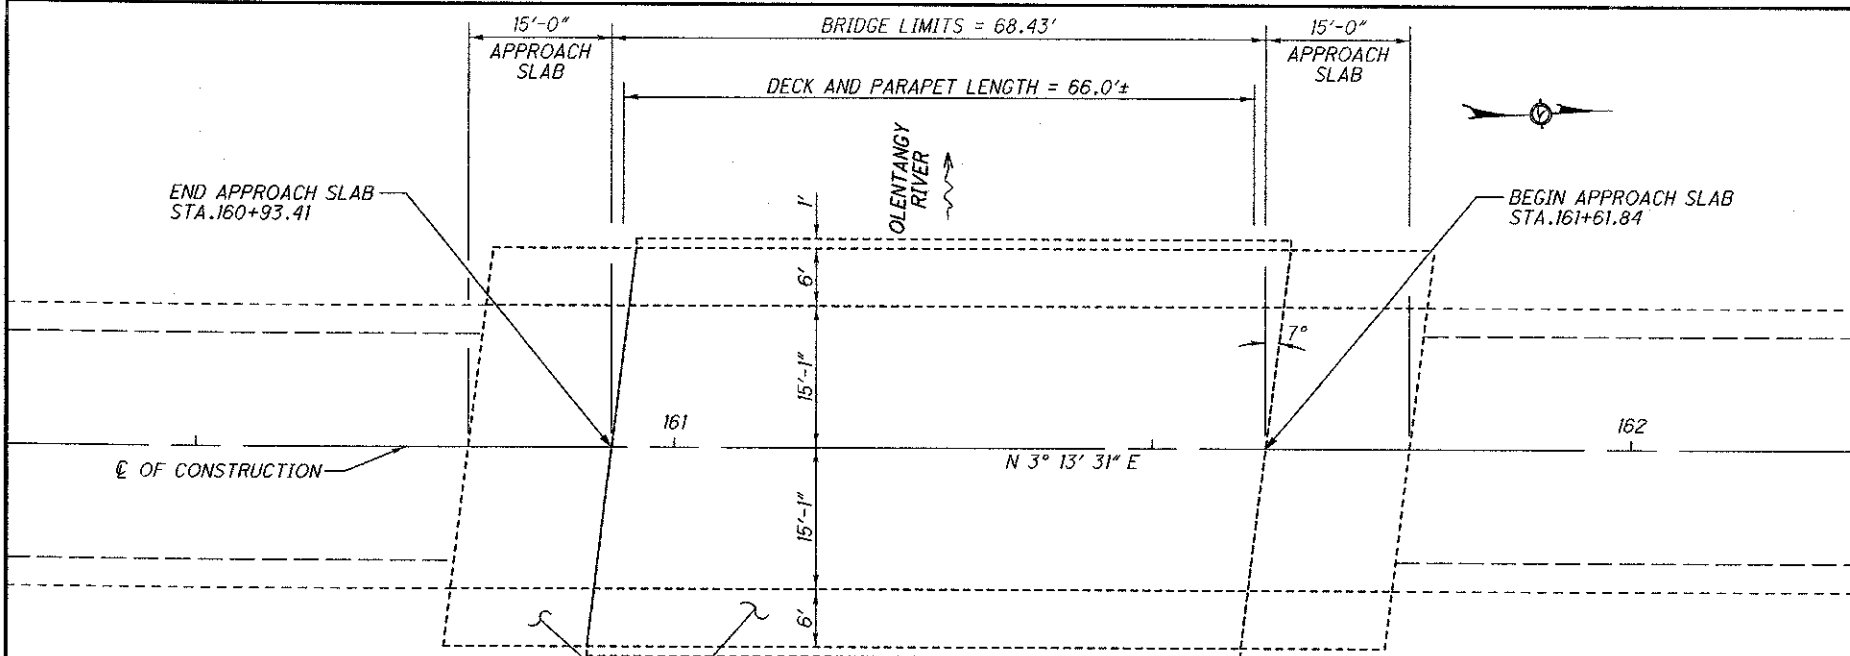 15'-0"
APPROACH
SLAB
BRIDGE LIMITS = 68.43'
15'-0"
APPROACH
SLAB
DECK AND PARAPET LENGTH = 66.0'±
OLENTANGY
RIVER
END APPROACH SLAB
STA.160+93.41
BEGIN APPROACH SLAB
STA.161+61.84
1'
6'
15'-1"
7°
161
162
℄ OF CONSTRUCTION
N 3° 13' 31" E
15'-1"
6'